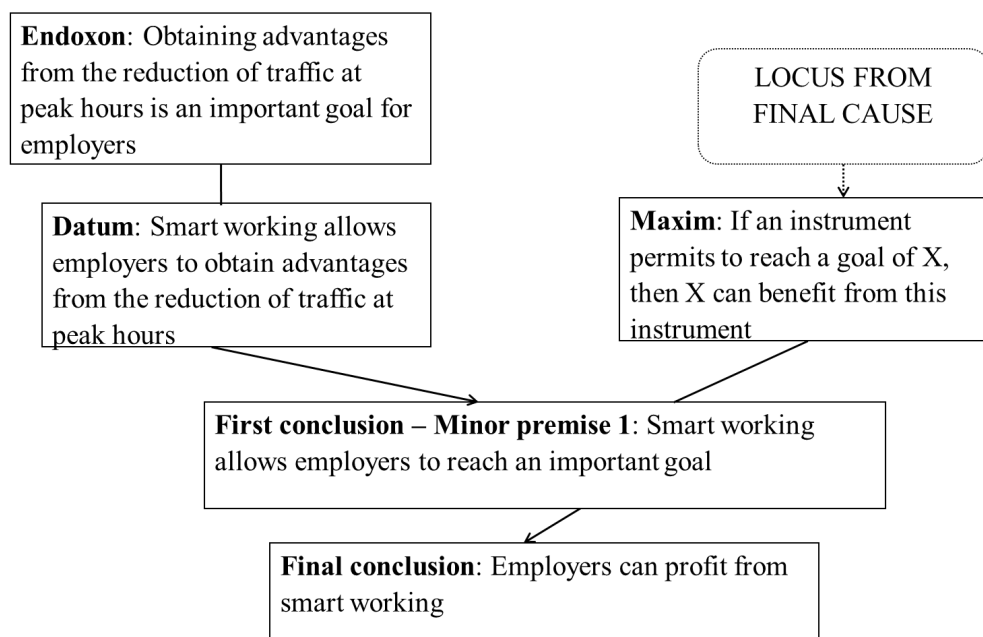 Endoxon: Obtaining advantages
from the reduction of traffic at
peak hours is an important goal for
employers
LOCUS FROM
FINAL CAUSE
Datum: Smart working allows
employers to obtain advantages
from the reduction of traffic at
peak hours
Maxim: If an instrument
permits to reach a goal of X,
then X can benefit from this
instrument
First conclusion – Minor premise 1: Smart working
allows employers to reach an important goal
Final conclusion: Employers can profit from
smart working